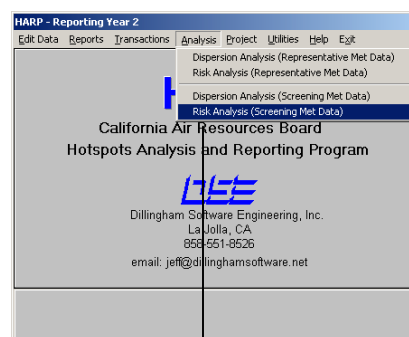 HARP - Reporting Year 2
Edit Data Reports Transactions Analysis Project Utilities Help Exit
Dispersion Analysis (Representative Met Data)
Risk Analysis (Representative Met Data)
Dispersion Analysis (Screening Met Data)
Risk Analysis (Screening Met Data)
California Air Resources Board
Hotspots Analysis and Reporting Program
DSE
Dillingham Software Engineering, Inc.
La Jolla, CA
858-551-8526
email: jeff@dillinghamsoftware.net